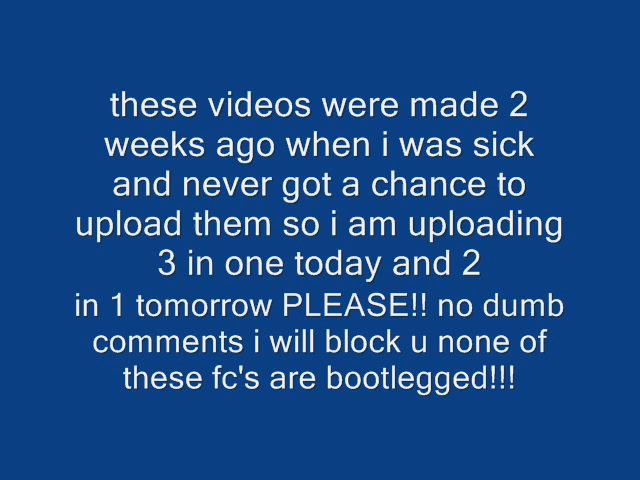 these videos were made 2
weeks ago when i was sick
and never got a chance to
upload them so i am uploading
3 in one today and 2
in 1 tomorrow PLEASE!! no dumb
comments i will block u none of
these fc's are bootlegged!!!